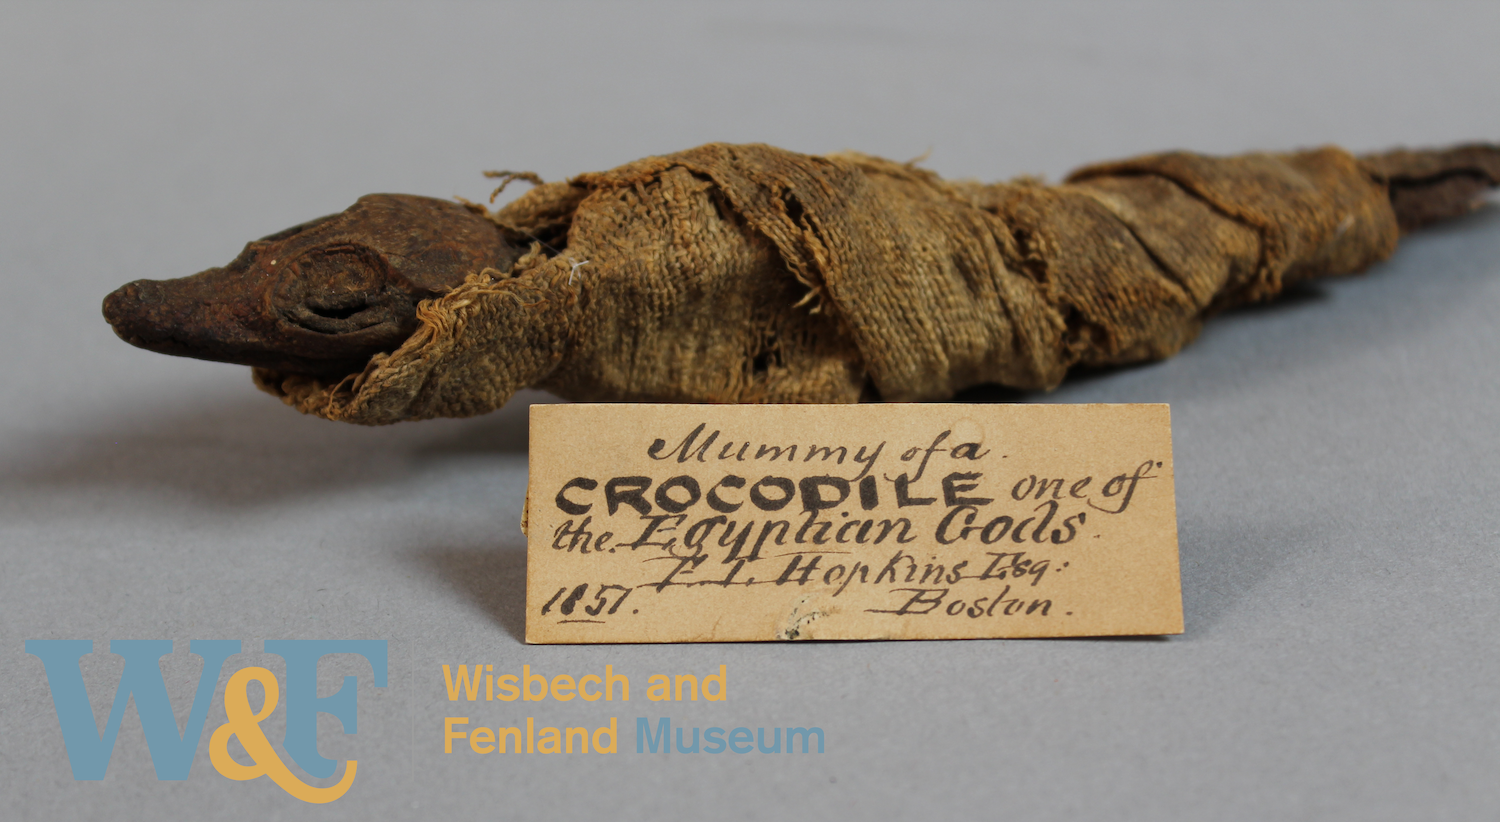 Mummy of a.
CROCODILE one of
the Egyptian Gods.
F. I. Hopkins Esq:
1851. Boston.
W&F
Wisbech and
Fenland Museum